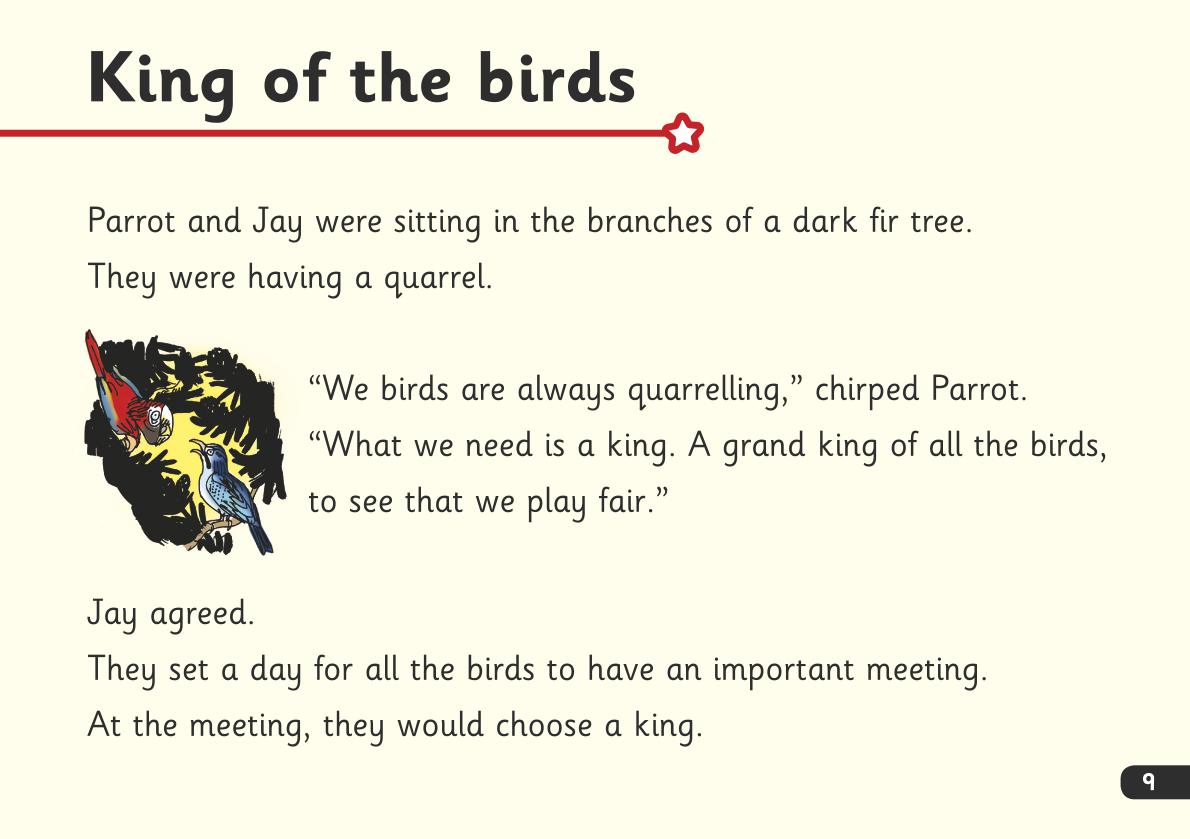 King of the birds
Parrot and Jay were sitting in the branches of a dark fir tree.
They were having a quarrel.
“We birds are always quarrelling,” chirped Parrot.
“What we need is a king. A grand king of all the birds,
to see that we play fair.”
Jay agreed.
They set a day for all the birds to have an important meeting.
At the meeting, they would choose a king.
9